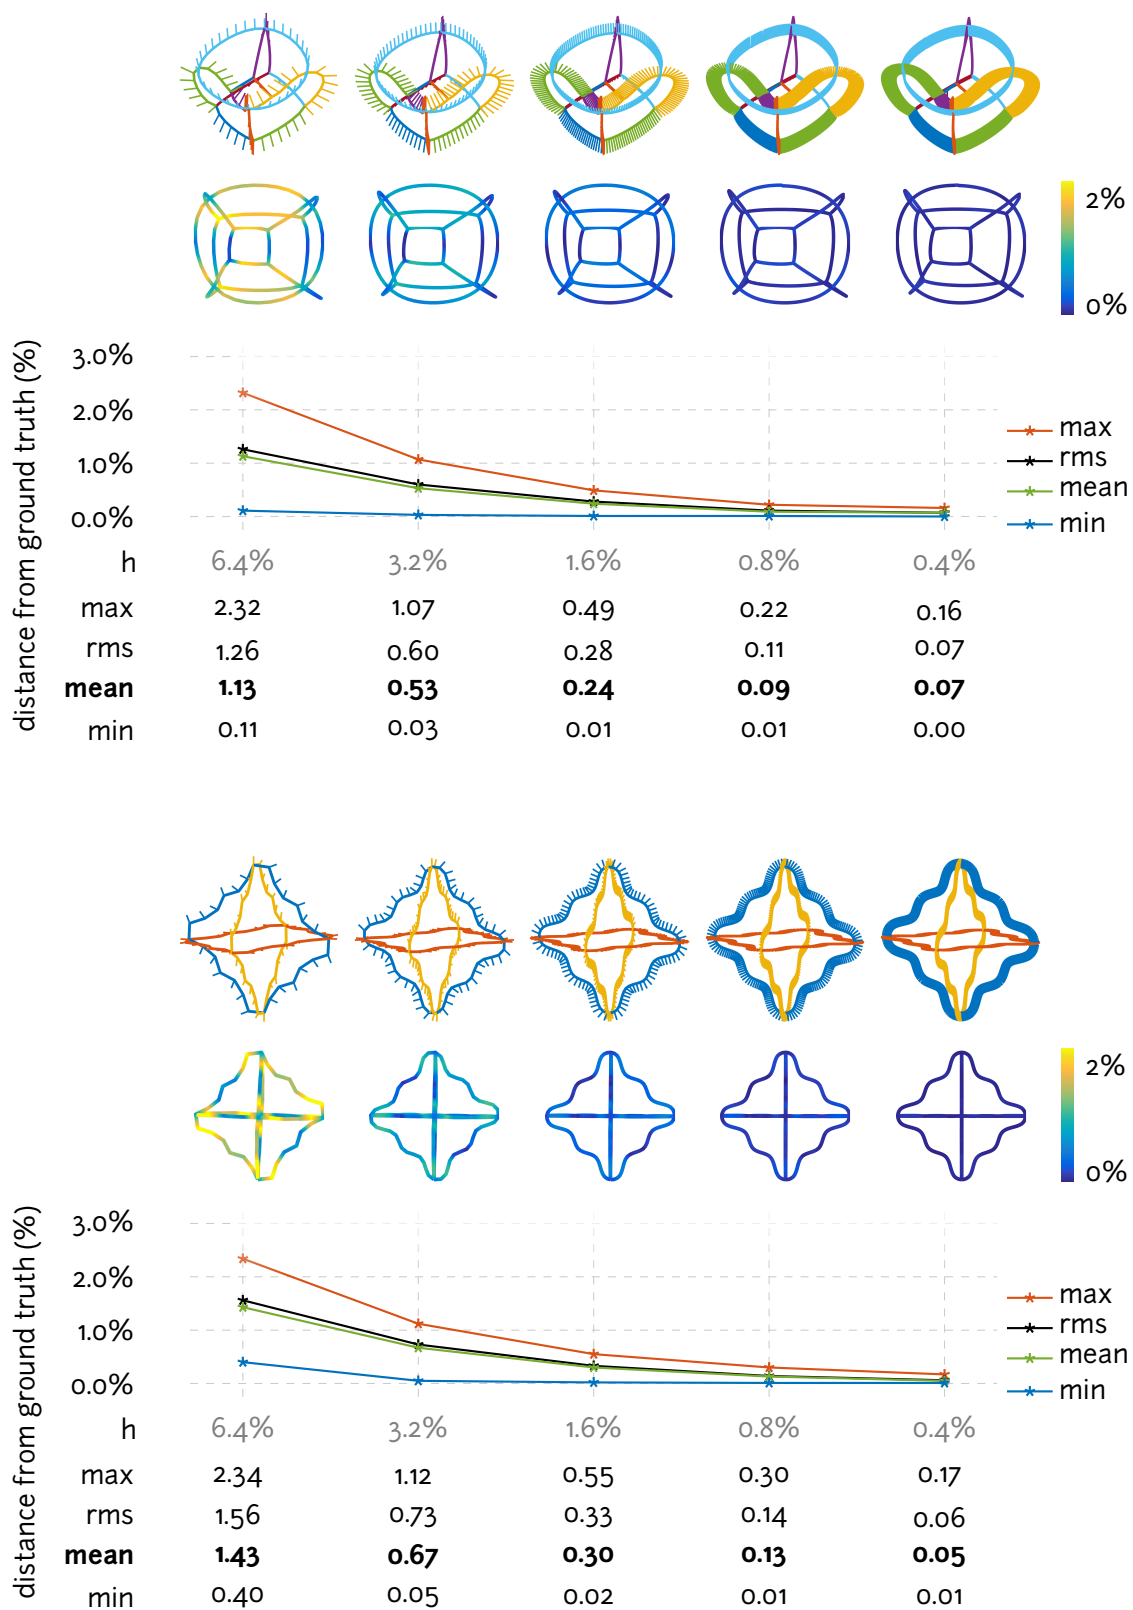 2%
0%
distance from ground truth (%)
3.0%
2.0%
1.0%
0.0%
max
rms
mean
min
h 6.4% 3.2% 1.6% 0.8% 0.4%
max 2.32 1.07 0.49 0.22 0.16
rms 1.26 0.60 0.28 0.11 0.07
mean 1.13 0.53 0.24 0.09 0.07
min 0.11 0.03 0.01 0.01 0.00
2%
0%
distance from ground truth (%)
3.0%
2.0%
1.0%
0.0%
max
rms
mean
min
h 6.4% 3.2% 1.6% 0.8% 0.4%
max 2.34 1.12 0.55 0.30 0.17
rms 1.56 0.73 0.33 0.14 0.06
mean 1.43 0.67 0.30 0.13 0.05
min 0.40 0.05 0.02 0.01 0.01